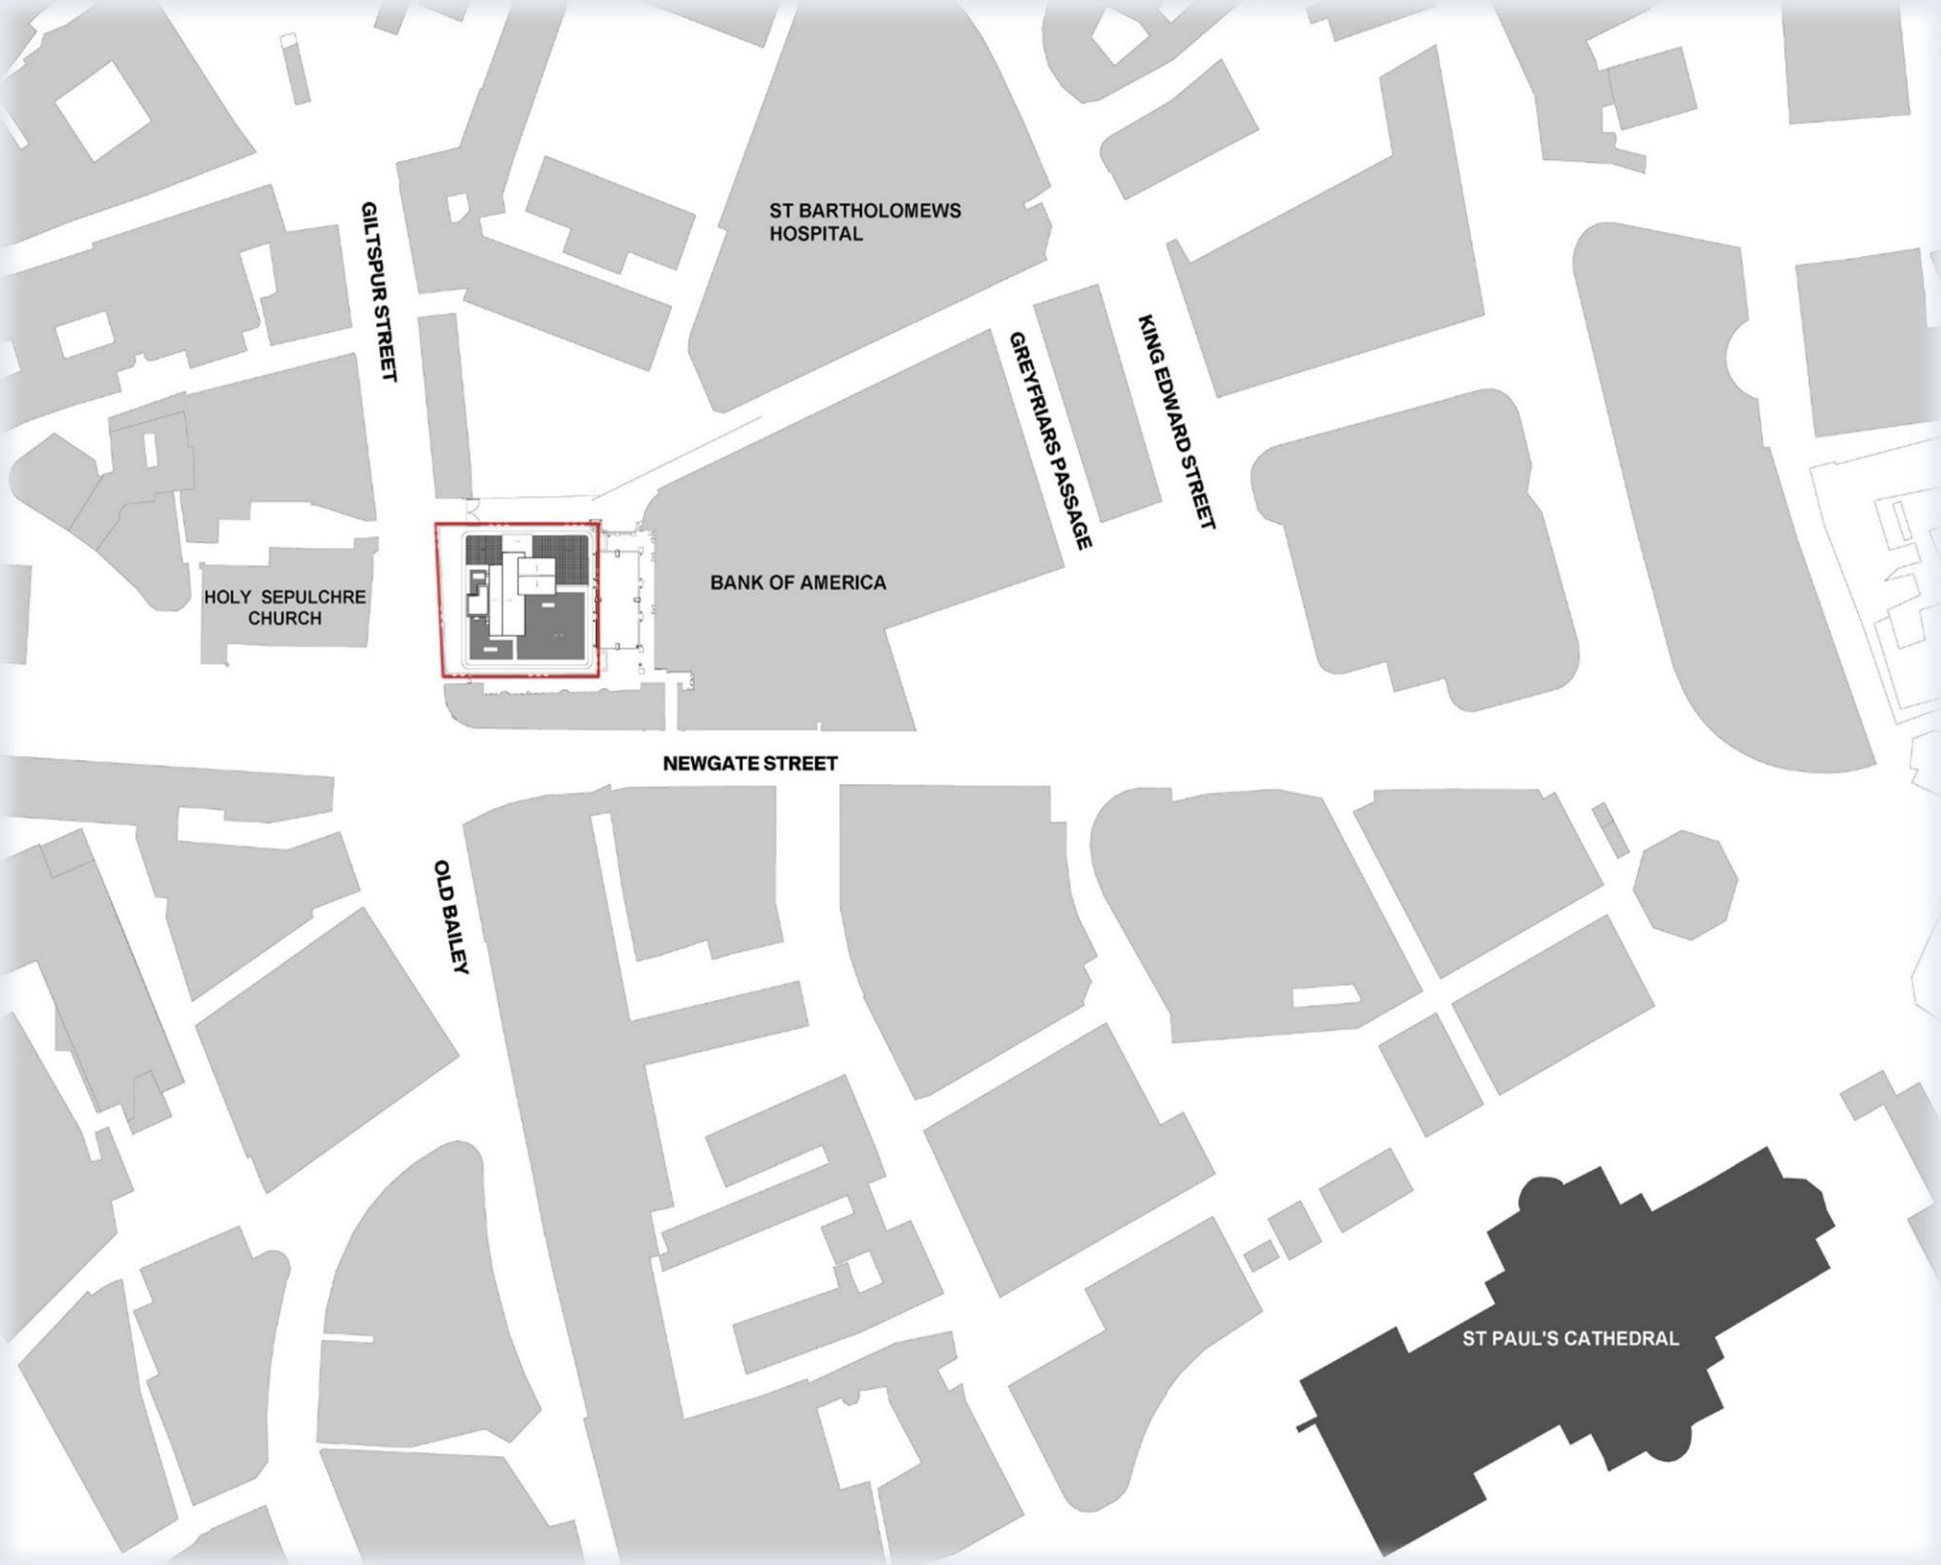 ST BARTHOLOMEWS
HOSPITAL
GILTSPUR STREET
GREYFRIARS PASSAGE
KING EDWARD STREET
BANK OF AMERICA
HOLY SEPULCHRE
CHURCH
NEWGATE STREET
OLD BAILEY
ST PAUL'S CATHEDRAL